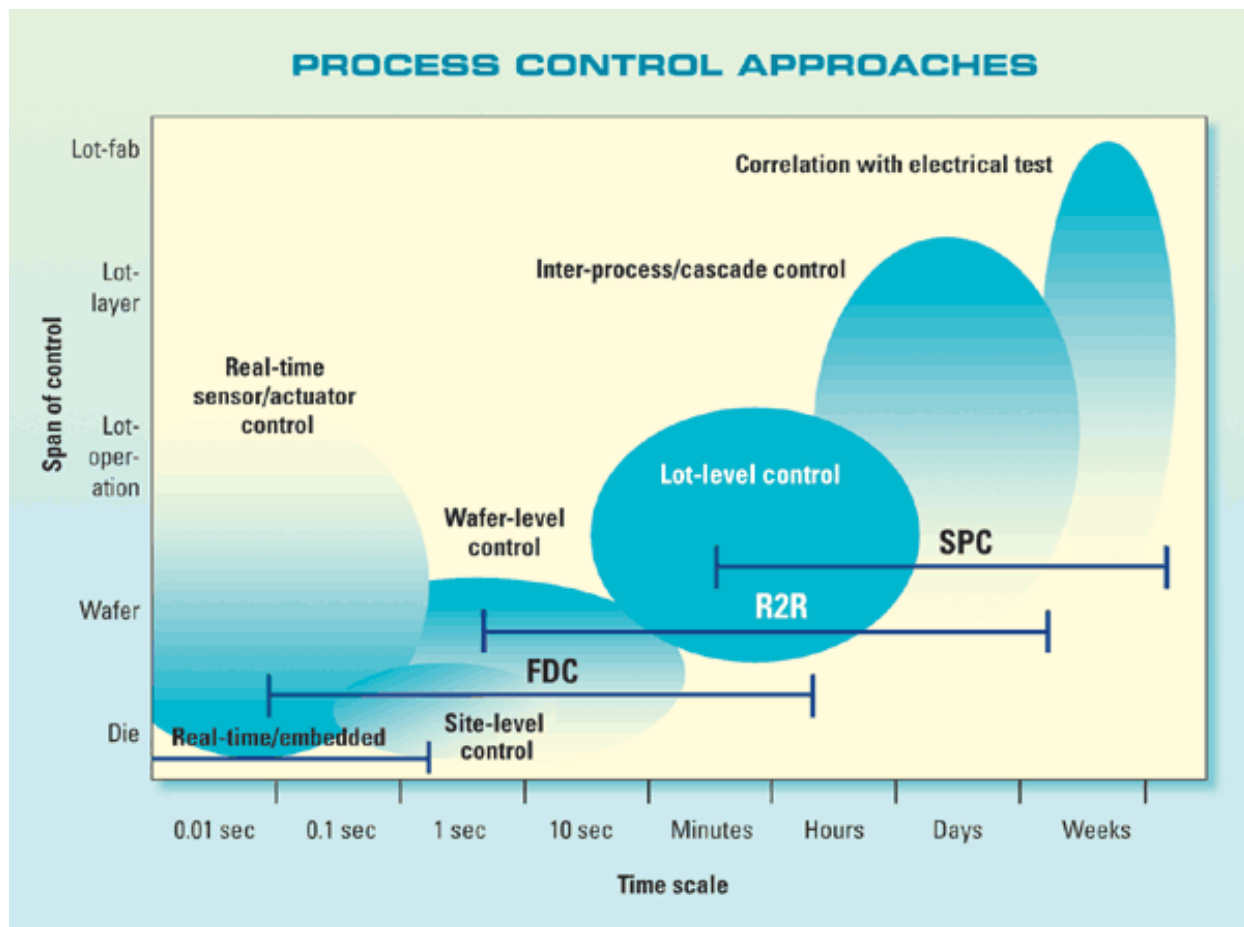 PROCESS CONTROL APPROACHES
Lot-fab
Lot-
layer
Lot-
oper-
ation
Wafer
Die
Span of control
Correlation with electrical test
Inter-process/cascade control
Real-time
sensor/actuator
control
Lot-level control
Wafer-level
control
SPC
R2R
FDC
Site-level
control
Real-time/embedded
0.01 sec
0.1 sec
1 sec
10 sec
Minutes
Hours
Days
Weeks
Time scale